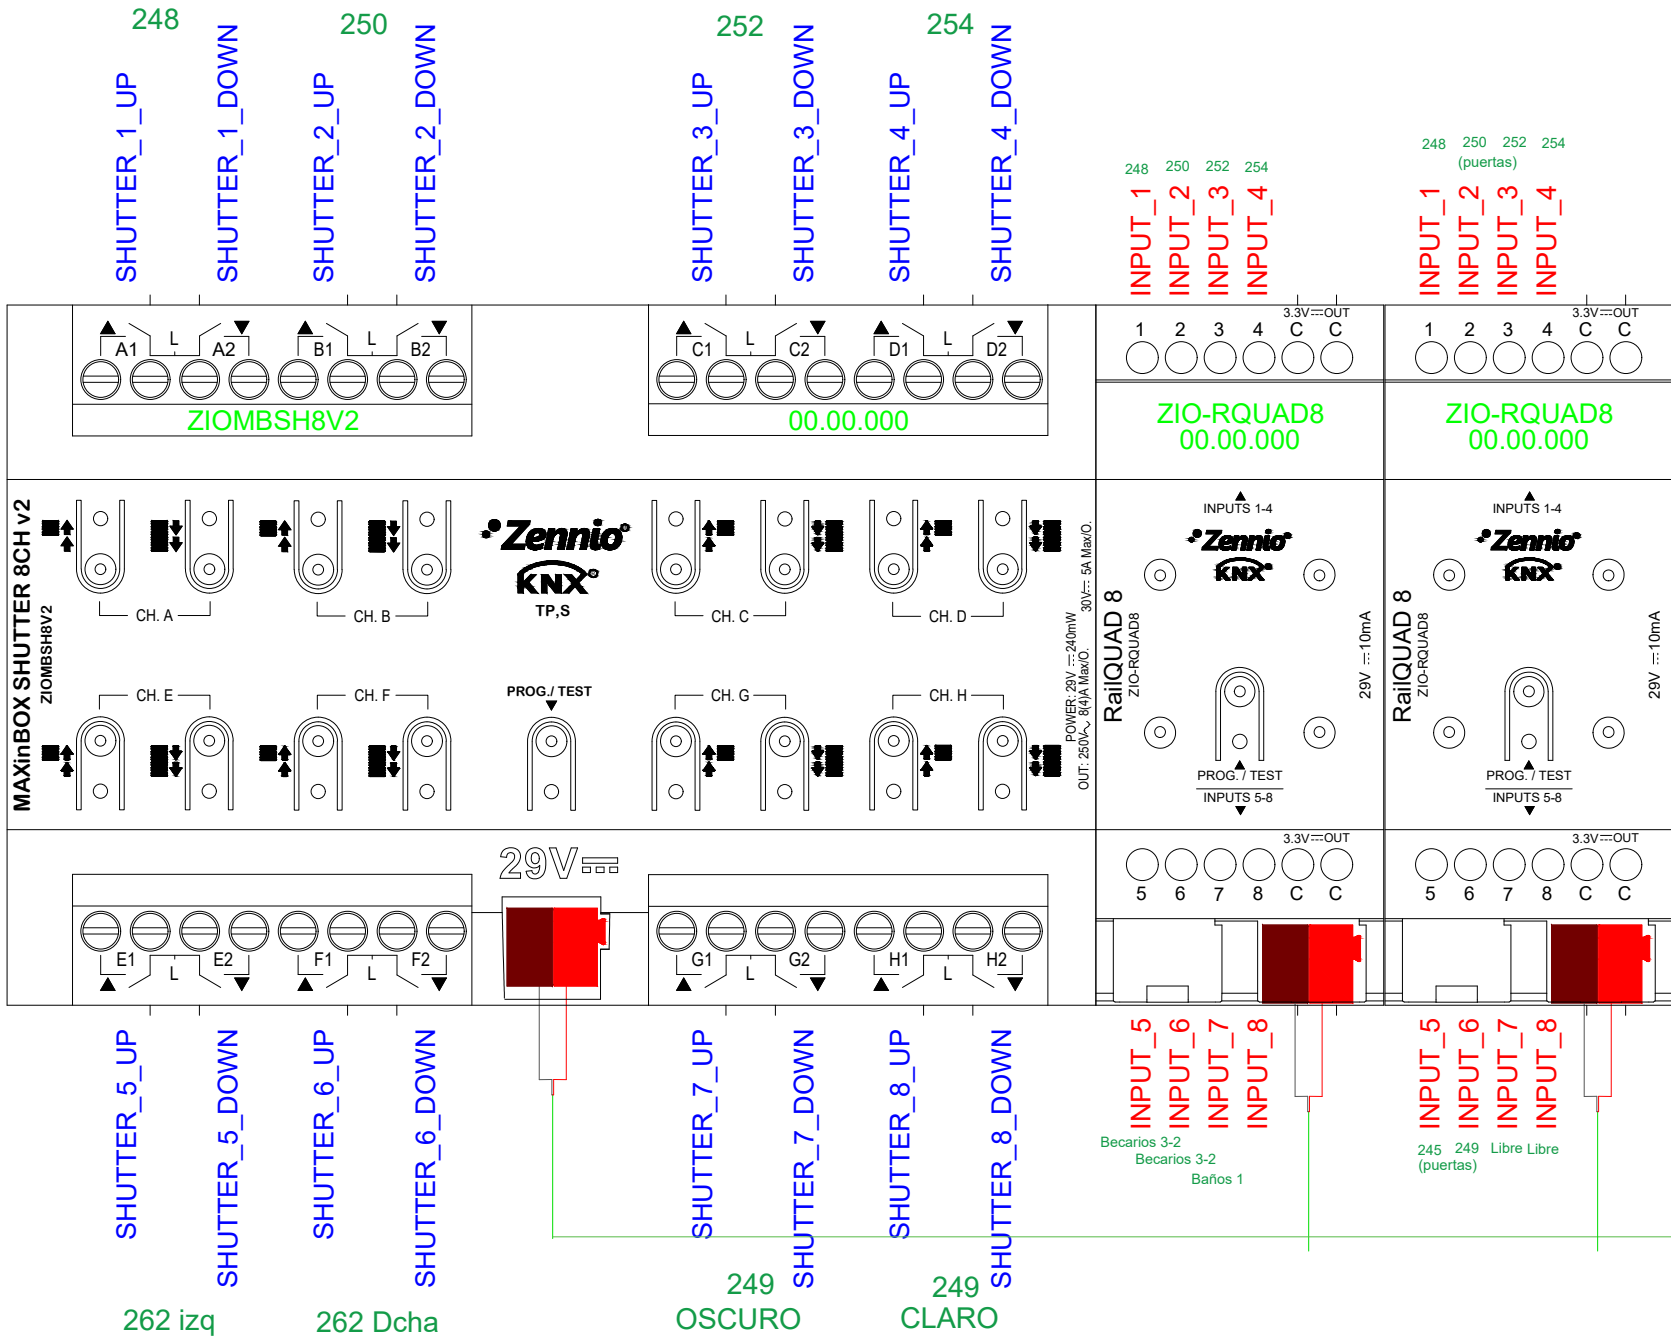 248
250
252
254
SHUTTER_1_UP
SHUTTER_1_DOWN
SHUTTER_2_UP
SHUTTER_2_DOWN
SHUTTER_3_UP
SHUTTER_3_DOWN
SHUTTER_4_UP
SHUTTER_4_DOWN
248 250 252 254
INPUT_1
INPUT_2
INPUT_3
INPUT_4
248 250 252 254
(puertas)
INPUT_1
INPUT_2
INPUT_3
INPUT_4
A1 L A2 B1 L B2
ZIOMBSH8V2
C1 L C2 D1 L D2
00.00.000
3.3V OUT
1 2 3 4 C C
ZIO-RQUAD8
00.00.000
3.3V OUT
1 2 3 4 C C
ZIO-RQUAD8
00.00.000
MAXinBOX SHUTTER 8CH v2
ZIOMBSH8V2
CH. A
CH. B
Zennio
KNX
TP,S
CH. C
CH. D
CH. E
CH. F
PROG./ TEST
CH. G
CH. H
POWER: 29V 240mW
OUT: 250V 8(4)A Max/O.
30V 5A Max/O.
RailQUAD 8
ZIO-RQUAD8
INPUTS 1-4
Zennio
KNX
29V 10mA
PROG. / TEST
INPUTS 5-8
RailQUAD 8
ZIO-RQUAD8
INPUTS 1-4
Zennio
KNX
29V 10mA
PROG. / TEST
INPUTS 5-8
29V
E1 L E2 F1 L F2
G1 L G2 H1 L H2
3.3V OUT
5 6 7 8 C C
3.3V OUT
5 6 7 8 C C
SHUTTER_5_UP
SHUTTER_5_DOWN
SHUTTER_6_UP
SHUTTER_6_DOWN
SHUTTER_7_UP
SHUTTER_7_DOWN
SHUTTER_8_UP
SHUTTER_8_DOWN
INPUT_5
INPUT_6
INPUT_7
INPUT_8
Becarios 3-2
Becarios 3-2
Baños 1
INPUT_5
INPUT_6
INPUT_7
INPUT_8
245 249 Libre Libre
(puertas)
262 izq
262 Dcha
249
OSCURO
249
CLARO